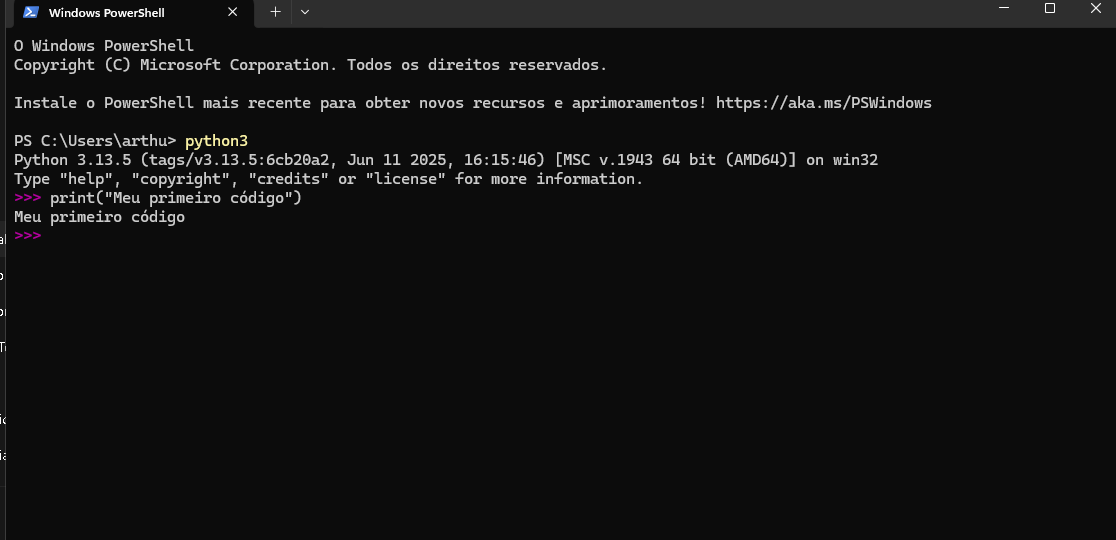 Windows PowerShell
O Windows PowerShell
Copyright (C) Microsoft Corporation. Todos os direitos reservados.
Instale o PowerShell mais recente para obter novos recursos e aprimoramentos! https://aka.ms/PSWindows
PS C:\Users\arthu> python3
Python 3.13.5 (tags/v3.13.5:6cb20a2, Jun 11 2025, 16:15:46) [MSC v.1943 64 bit (AMD64)] on win32
Type "help", "copyright", "credits" or "license" for more information.
>>> print("Meu primeiro código")
Meu primeiro código
>>>